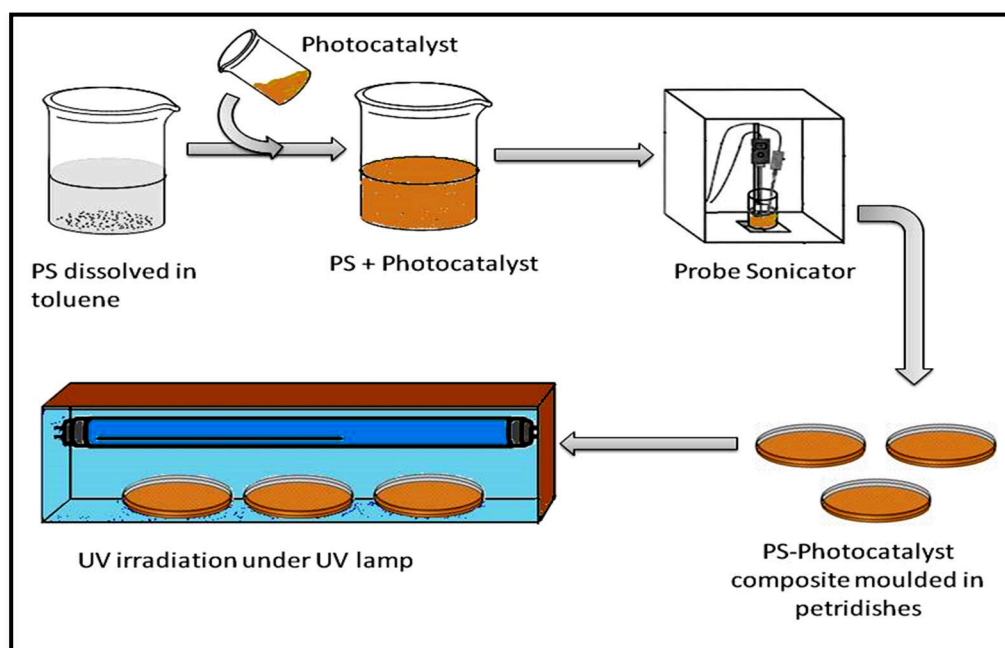 Photocatalyst
PS dissolved in
toluene
PS + Photocatalyst
Probe Sonicator
UV irradiation under UV lamp
PS-Photocatalyst
composite moulded in
petridishes